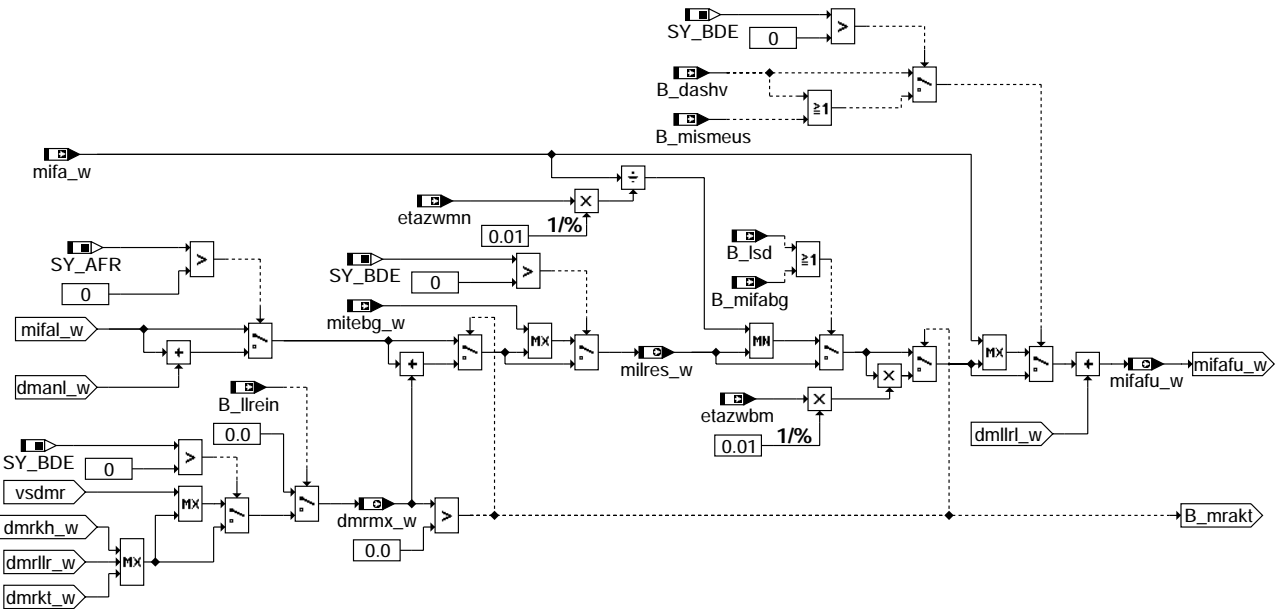 SY_BDE
>
0
B_dashv
≥1
B_mismeus
mifa_w
÷
etazwmn
×
0.01
1/%
B_lsd
≥1
B_mifabg
SY_AFR
>
0
SY_BDE
>
0
mitebg_w
mifal_w
+
dmanl_w
MX
+
milres_w
MN
×
MX
+
mifafu_w
mifafu_w
etazwbm
×
0.01
1/%
dmllrl_w
B_llrein
0.0
SY_BDE
>
0
vsdmr
MX
dmrkh_w
dmrllr_w
MX
dmrkt_w
dmrmx_w
>
0.0
B_mrakt